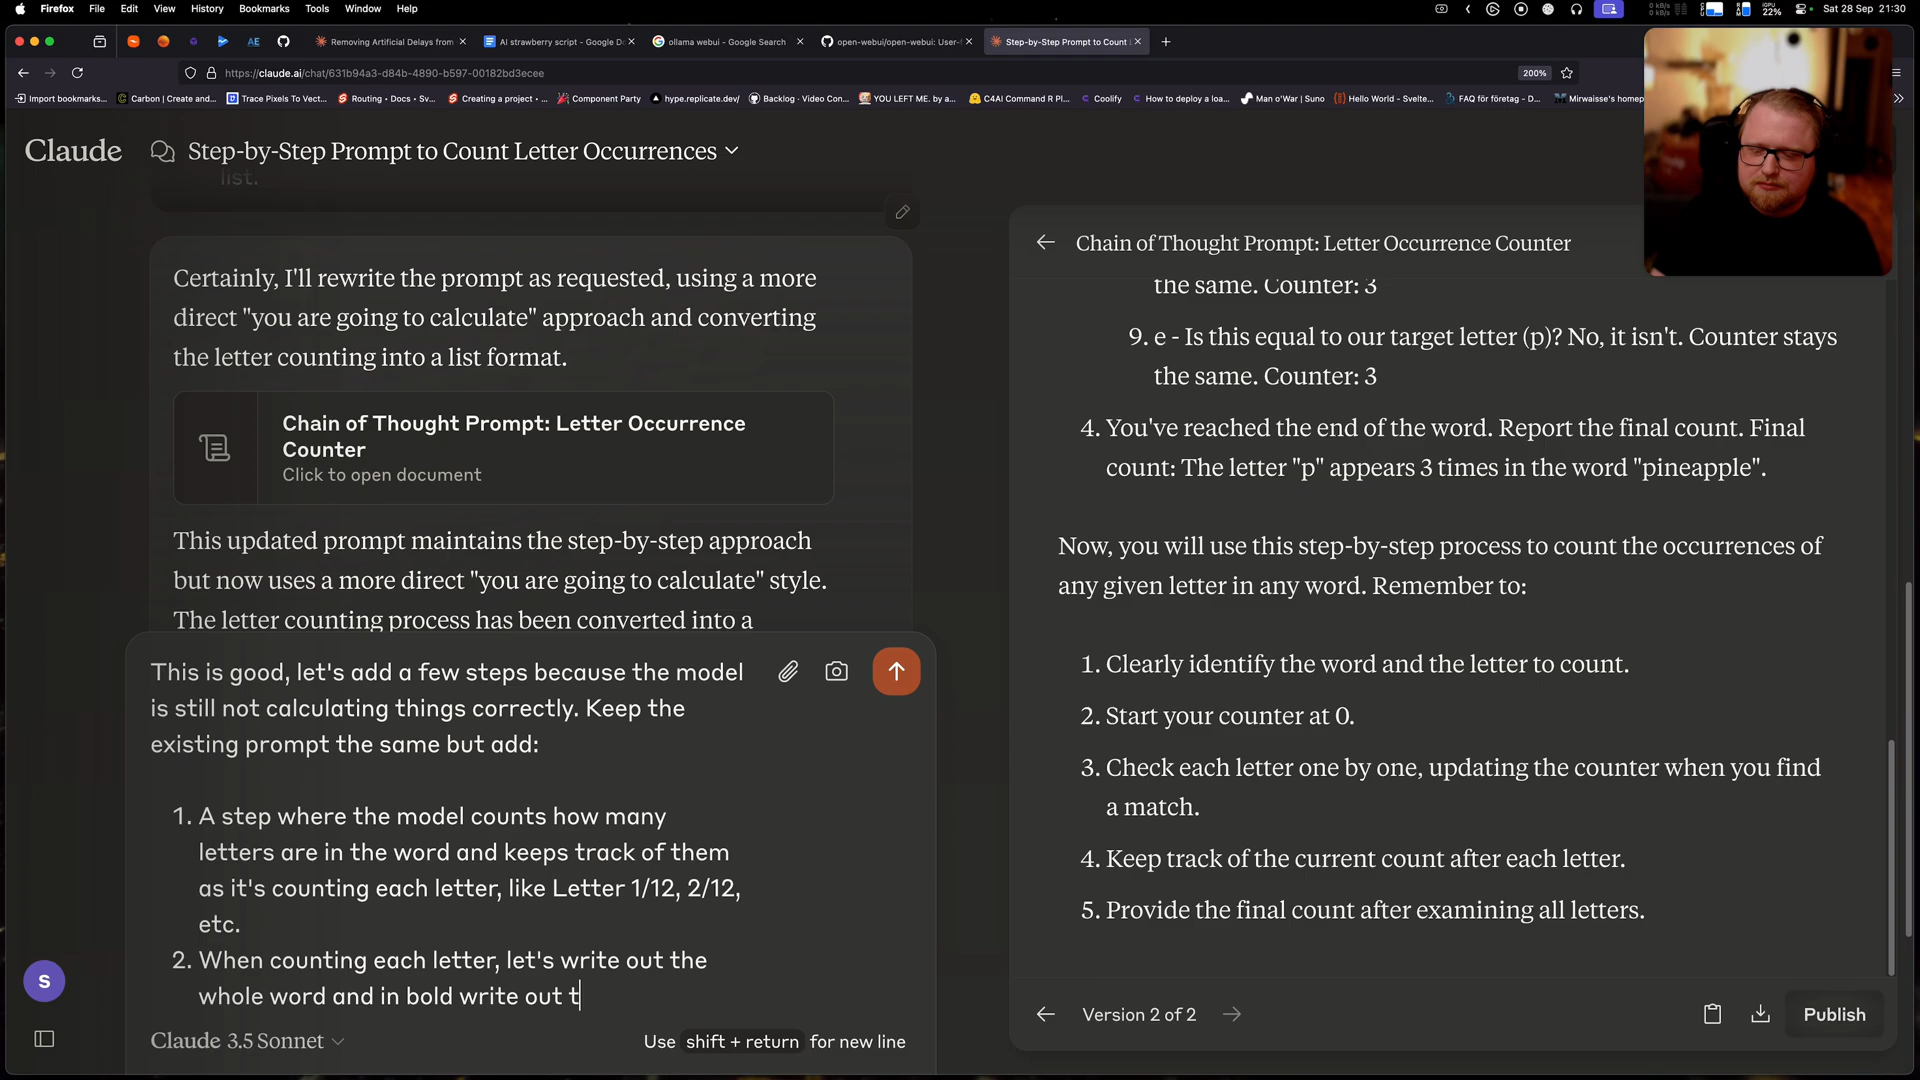 Firefox File Edit View History Bookmarks Tools Window Help
0 kB/s
0 kB/s
22%
Sat 28 Sep 21:30
AE
Removing Artificial Delays from
AI strawberry script - Google D
ollama webui - Google Search
open-webui/open-webui: User-
Step-by-Step Prompt to Count
https://claude.ai/chat/631b94a3-d84b-4890-b597-00182bd3ecee
200%
Import bookmarks...
Carbon | Create and...
Trace Pixels To Vect...
Routing • Docs • Sv...
Creating a project • ...
Component Party
hype.replicate.dev/
Backlog · Video Con...
YOU LEFT ME. by a...
C4AI Command R Pl...
Coolify
How to deploy a loa...
Man o'War | Suno
Hello World - Svelte...
FAQ för företag - D...
Mirwaisse's home
Claude
Step-by-Step Prompt to Count Letter Occurrences
list.
Certainly, I'll rewrite the prompt as requested, using a more
direct "you are going to calculate" approach and converting
the letter counting into a list format.
Chain of Thought Prompt: Letter Occurrence
Counter
Click to open document
This updated prompt maintains the step-by-step approach
but now uses a more direct "you are going to calculate" style.
The letter counting process has been converted into a
This is good, let's add a few steps because the model
is still not calculating things correctly. Keep the
existing prompt the same but add:
1. A step where the model counts how many
letters are in the word and keeps track of them
as it's counting each letter, like Letter 1/12, 2/12,
etc.
2. When counting each letter, let's write out the
whole word and in bold write out t
S
Claude 3.5 Sonnet
Use shift + return for new line
Chain of Thought Prompt: Letter Occurrence Counter
the same. Counter: 3
9. e - Is this equal to our target letter (p)? No, it isn't. Counter stays
the same. Counter: 3
4. You've reached the end of the word. Report the final count. Final
count: The letter "p" appears 3 times in the word "pineapple".
Now, you will use this step-by-step process to count the occurrences of
any given letter in any word. Remember to:
1. Clearly identify the word and the letter to count.
2. Start your counter at 0.
3. Check each letter one by one, updating the counter when you find
a match.
4. Keep track of the current count after each letter.
5. Provide the final count after examining all letters.
Version 2 of 2
Publish